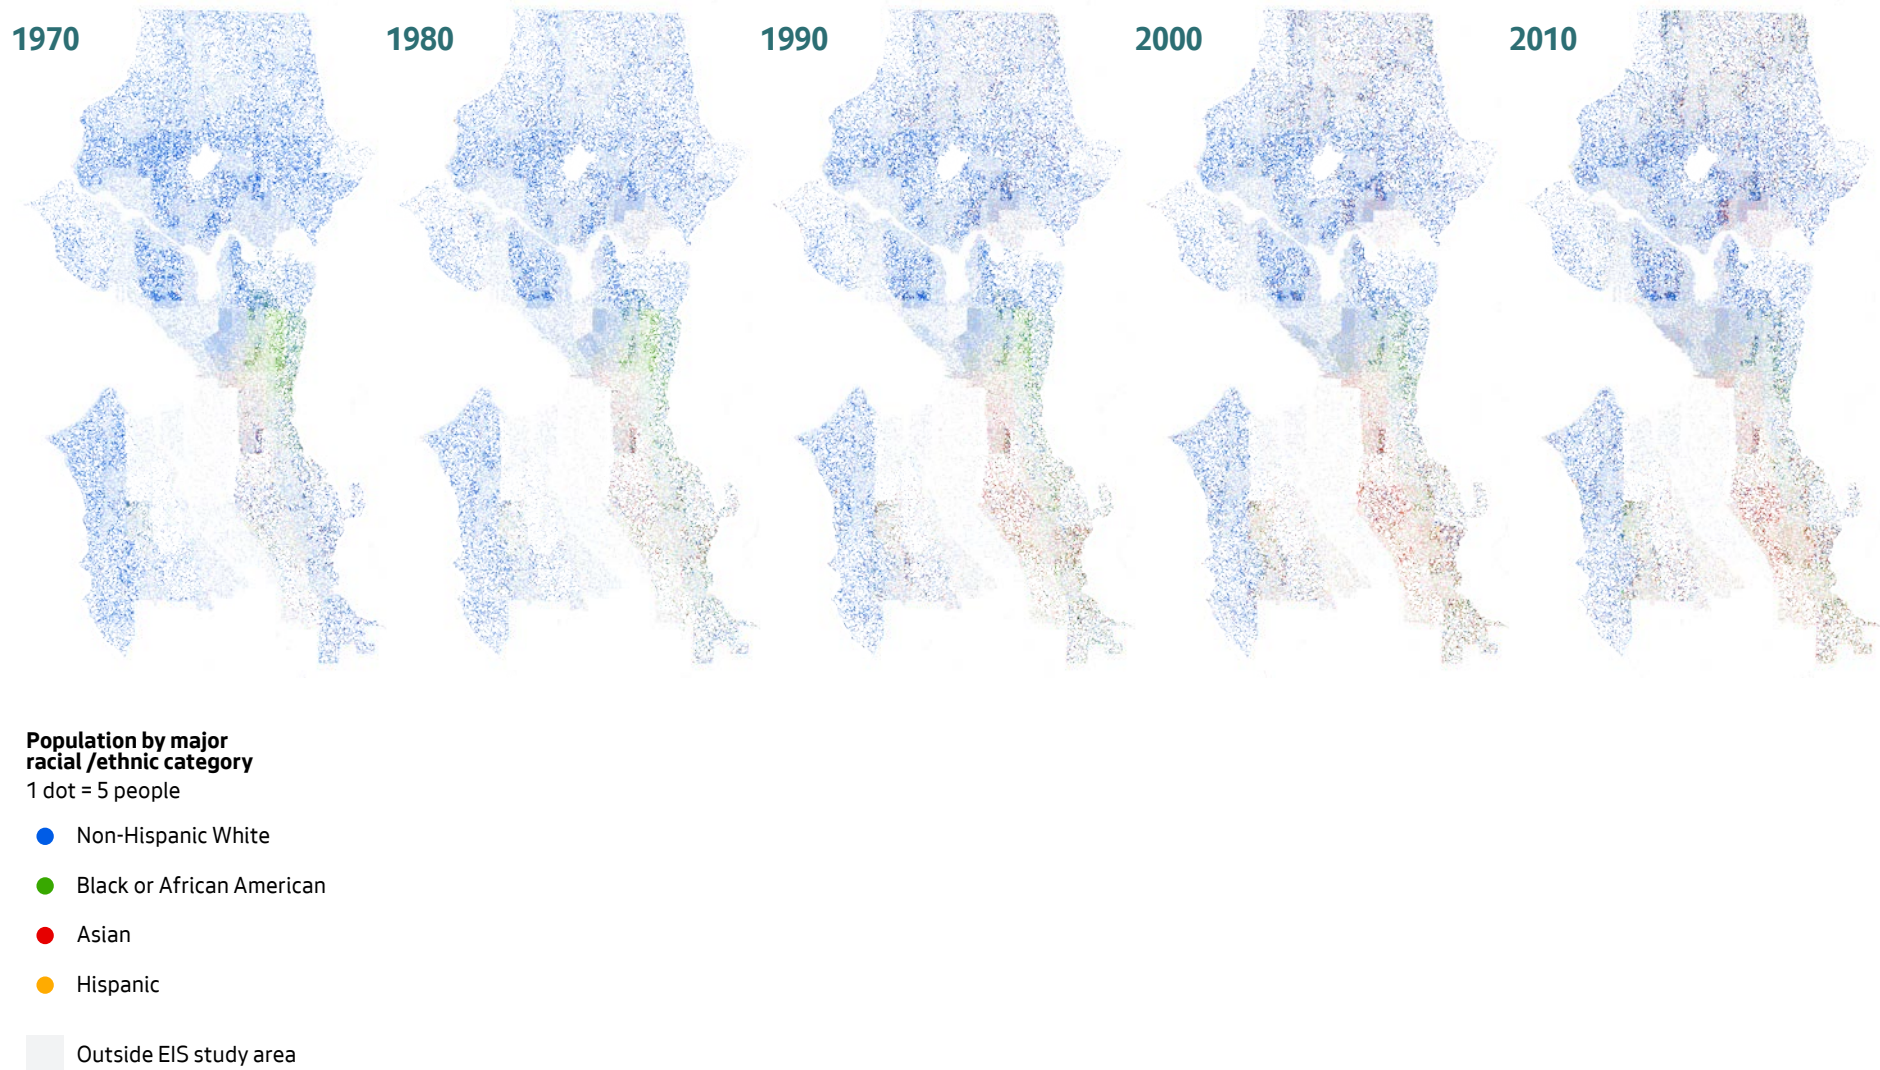 1970
1980
1990
2000
2010
Population by major
racial /ethnic category
1 dot = 5 people
Non-Hispanic White
Black or African American
Asian
Hispanic
Outside EIS study area